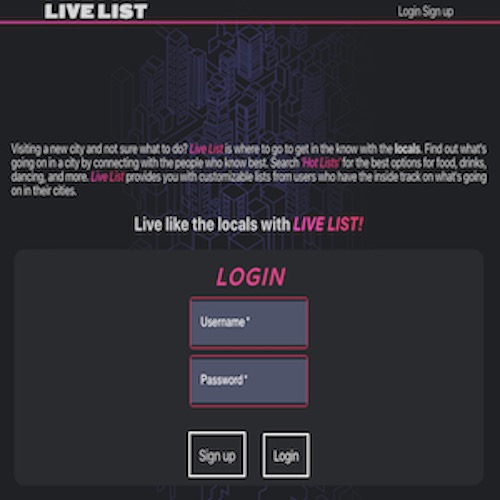 LIVE LIST
Login Sign up
Visiting a new city and not sure what to do? Live List is where to go to get in the know with the locals. Find out what's
going on in a city by connecting with the people who know best. Search 'Hot Lists' for the best options for food, drinks,
dancing, and more. Live List provides you with customizable lists from users who have the inside track on what's going
on in their cities.
Live like the locals with LIVE LIST!
LOGIN
Username*
Password*
Sign up
Login